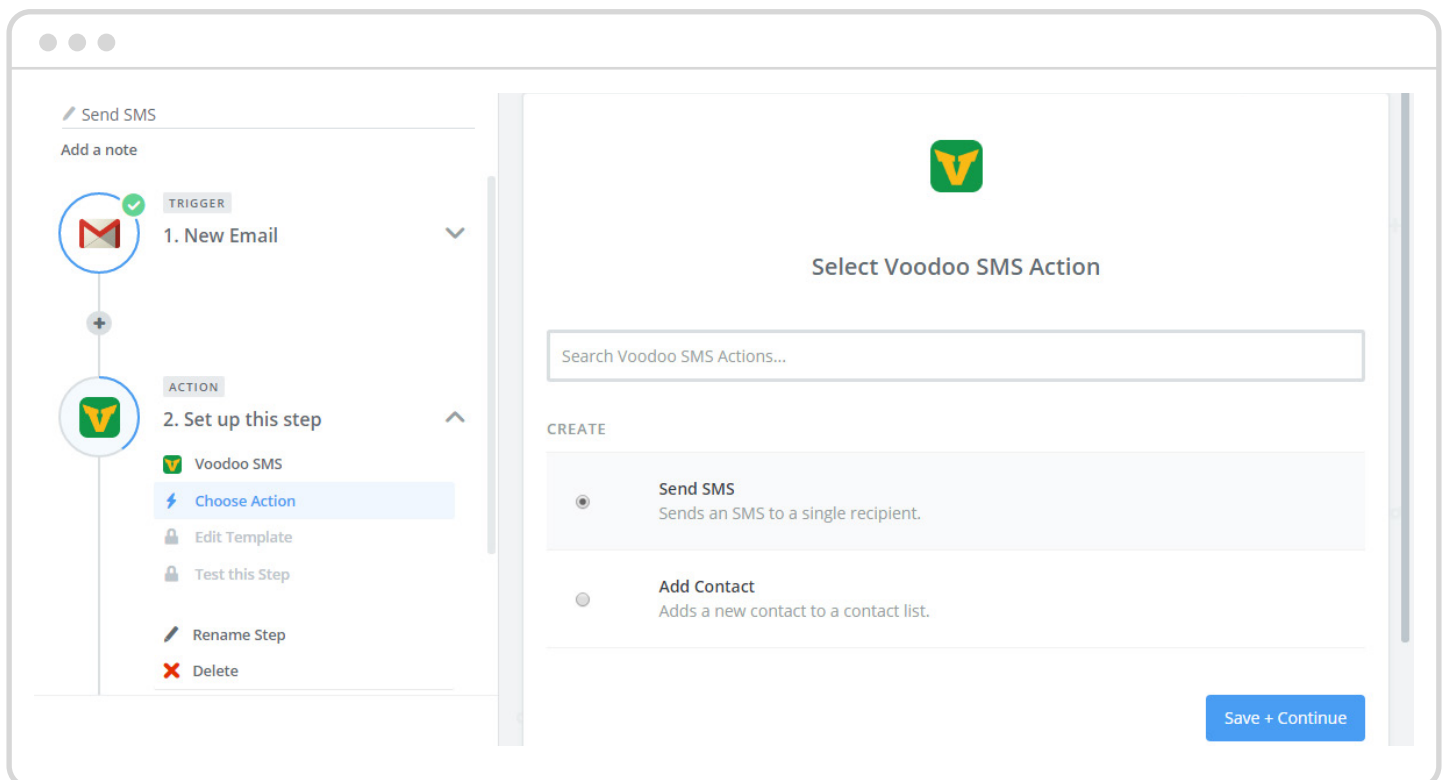 Send SMS
Add a note
TRIGGER
1. New Email
ACTION
2. Set up this step
Voodoo SMS
Choose Action
Edit Template
Test this Step
Rename Step
Delete
Select Voodoo SMS Action
Search Voodoo SMS Actions...
CREATE
Send SMS
Sends an SMS to a single recipient.
Add Contact
Adds a new contact to a contact list.
Save + Continue